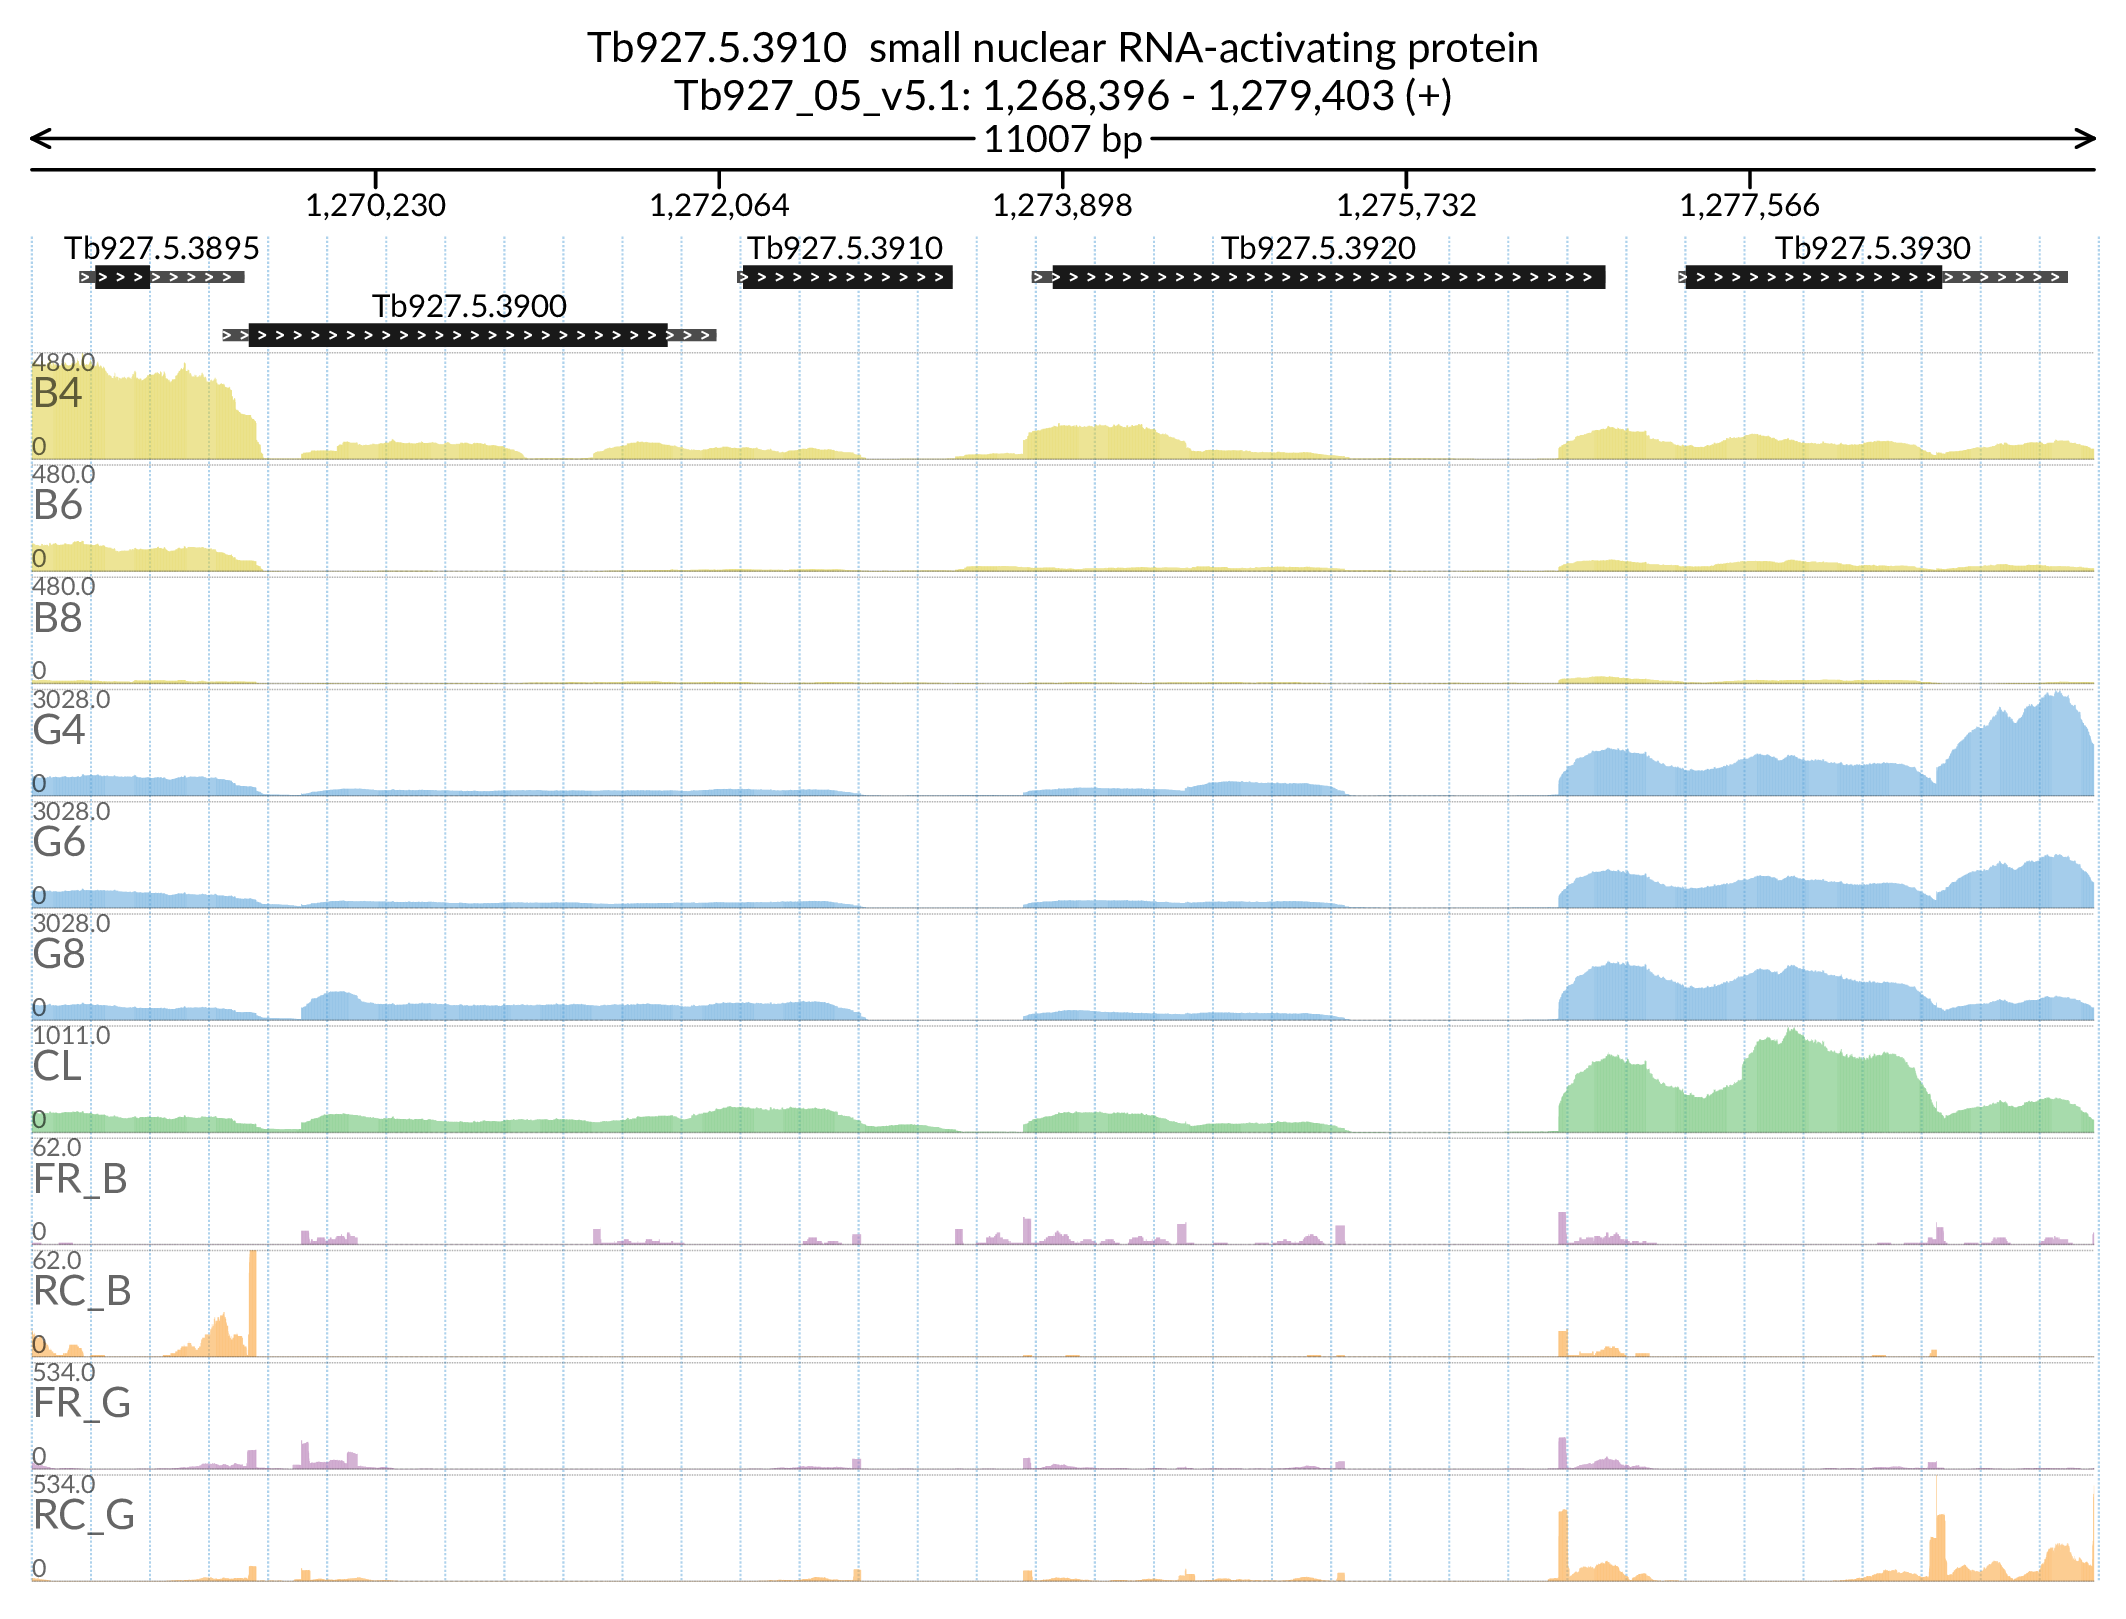 Tb927.5.3910  small nuclear RNA-activating protein
Tb927_05_v5.1: 1,268,396 - 1,279,403 (+)
11007 bp
1,270,230 1,272,064 1,273,898 1,275,732 1,277,566
Tb927.5.3895 Tb927.5.3910 Tb927.5.3920 Tb927.5.3930
Tb927.5.3900
480.0
B4
0
480.0
B6
0
480.0
B8
0
3028.0
G4
0
3028.0
G6
0
3028.0
G8
0
1011.0
CL
0
62.0
FR_B
0
62.0
RC_B
0
534.0
FR_G
0
534.0
RC_G
0